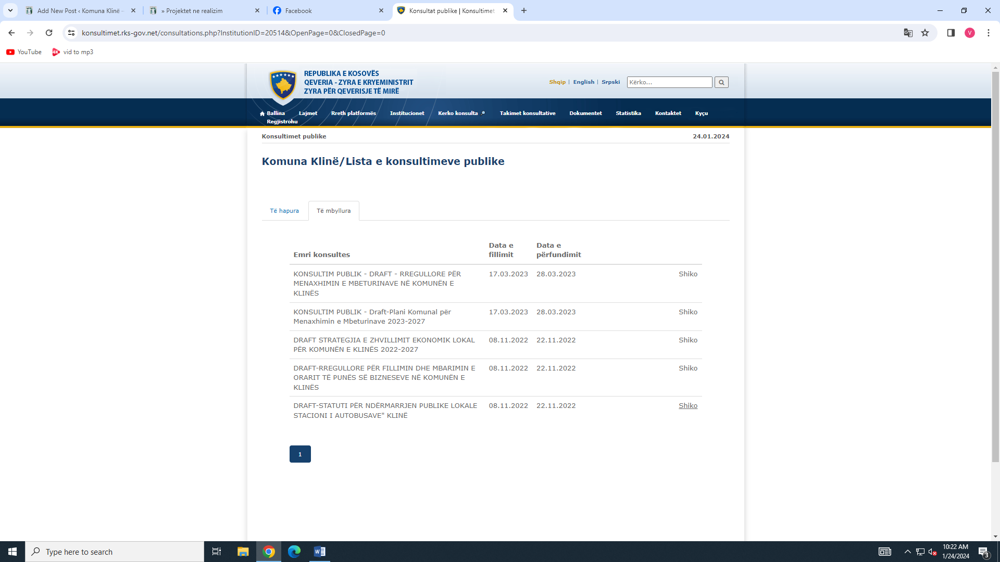 Add New Post ‹ Komuna Klinë –
» Projektet ne realizim
Facebook
Konsultat publike | Konsultimet
konsultimet.rks-gov.net/consultations.php?InstitutionID=20514&OpenPage=0&ClosedPage=0
V
YouTube
4K
vid to mp3
REPUBLIKA E KOSOVËS
QEVERIA - ZYRA E KRYEMINISTRIT
ZYRA PËR QEVERISJE TË MIRË
Shqip | English | Srpski
Kërko...
Ballina Lajmet Rreth platformës Institucionet Kerko konsulta Takimet konsultative Dokumentet Statistika Kontaktet Kyçu
Regjistrohu
Konsultimet publike 24.01.2024
Komuna Klinë/Lista e konsultimeve publike
Të hapura Të mbyllura
Emri konsultes
Data e
fillimit
Data e
përfundimit
KONSULTIM PUBLIK - DRAFT - RREGULLORE PËR 17.03.2023 28.03.2023 Shiko
MENAXHIMIN E MBETURINAVE NË KOMUNËN E
KLINËS
KONSULTIM PUBLIK - Draft-Plani Komunal për 17.03.2023 28.03.2023 Shiko
Menaxhimin e Mbeturinave 2023-2027
DRAFT STRATEGJIA E ZHVILLIMIT EKONOMIK LOKAL 08.11.2022 22.11.2022 Shiko
PËR KOMUNËN E KLINËS 2022-2027
DRAFT-RREGULLORE PËR FILLIMIN DHE MBARIMIN E 08.11.2022 22.11.2022 Shiko
ORARIT TË PUNËS SË BIZNESEVE NË KOMUNËN E
KLINËS
DRAFT-STATUTI PËR NDËRMARRJEN PUBLIKE LOKALE 08.11.2022 22.11.2022 Shiko
STACIONI I AUTOBUSAVE" KLINË
1
Type here to search
10:22 AM
1/24/2024
3